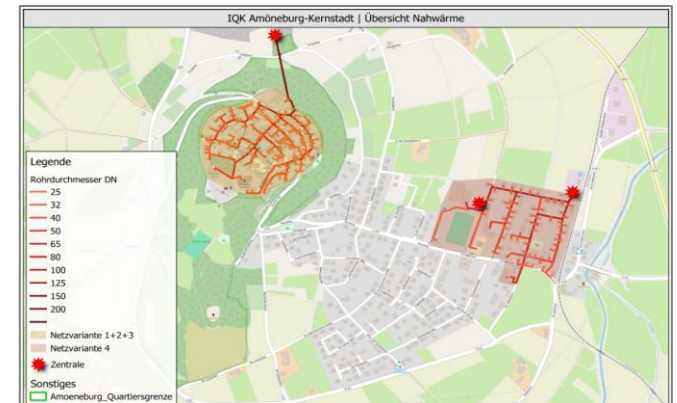 IQK Amöneburg-Kernstadt | Übersicht Nahwärme
Legende
Rohrdurchmesser DN
25
32
40
50
65
80
100
125
150
200
Netzvariante 1+2+3
Netzvariante 4
Zentrale
Sonstiges
Amoeneburg_Quartiersgrenze